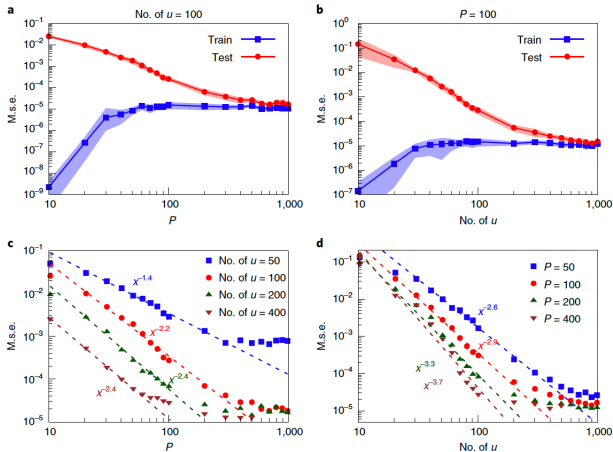 a
No. of u = 100
10⁻¹
10⁻²
10⁻³
10⁻⁴
10⁻⁵
10⁻⁶
10⁻⁷
10⁻⁸
10⁻⁹
M.s.e.
Train
Test
10
100
1,000
P
b
P = 100
10⁰
10⁻¹
10⁻²
10⁻³
10⁻⁴
10⁻⁵
10⁻⁶
10⁻⁷
M.s.e.
Train
Test
10
100
1,000
No. of u
c
10⁻¹
10⁻²
10⁻³
10⁻⁴
10⁻⁵
M.s.e.
No. of u = 50
No. of u = 100
No. of u = 200
No. of u = 400
x⁻¹·⁴
x⁻²·²
x⁻²·⁴
x⁻²·⁴
10
100
1,000
P
d
10⁻¹
10⁻²
10⁻³
10⁻⁴
10⁻⁵
M.s.e.
P = 50
P = 100
P = 200
P = 400
x⁻²·⁶
x⁻²·⁹
x⁻³·³
x⁻³·⁷
10
100
1,000
No. of u